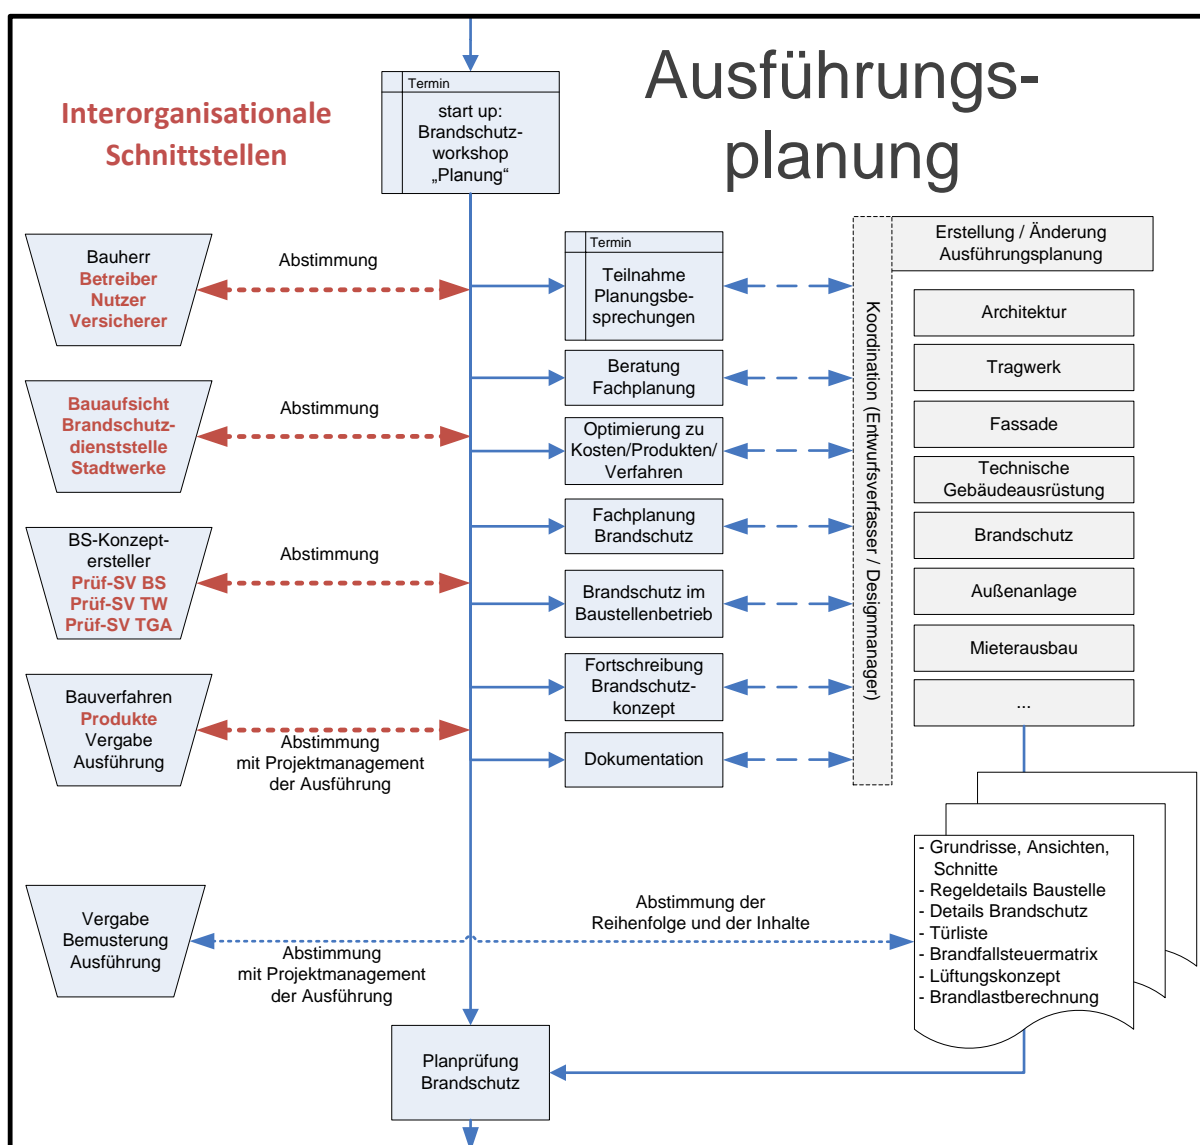 Ausführungs-
planung
Interorganisationale
Schnittstellen
Termin
start up:
Brandschutz-
workshop
„Planung“
Bauherr
Betreiber
Nutzer
Versicherer
Abstimmung
Bauaufsicht
Brandschutz-
dienststelle
Stadtwerke
Abstimmung
BS-Konzept-
ersteller
Prüf-SV BS
Prüf-SV TW
Prüf-SV TGA
Abstimmung
Bauverfahren
Produkte
Vergabe
Ausführung
Abstimmung
mit Projektmanagement
der Ausführung
Termin
Teilnahme
Planungsbe-
sprechungen
Beratung
Fachplanung
Optimierung zu
Kosten/Produkten/
Verfahren
Fachplanung
Brandschutz
Brandschutz im
Baustellenbetrieb
Fortschreibung
Brandschutz-
konzept
Dokumentation
Koordination (Entwurfsverfasser / Designmanager)
Erstellung / Änderung
Ausführungsplanung
Architektur
Tragwerk
Fassade
Technische
Gebäudeausrüstung
Brandschutz
Außenanlage
Mieterausbau
...
- Grundrisse, Ansichten,
Schnitte
- Regeldetails Baustelle
- Details Brandschutz
- Türliste
- Brandfallsteuermatrix
- Lüftungskonzept
- Brandlastberechnung
Abstimmung der
Reihenfolge und der Inhalte
Vergabe
Bemusterung
Ausführung
Abstimmung
mit Projektmanagement
der Ausführung
Planprüfung
Brandschutz